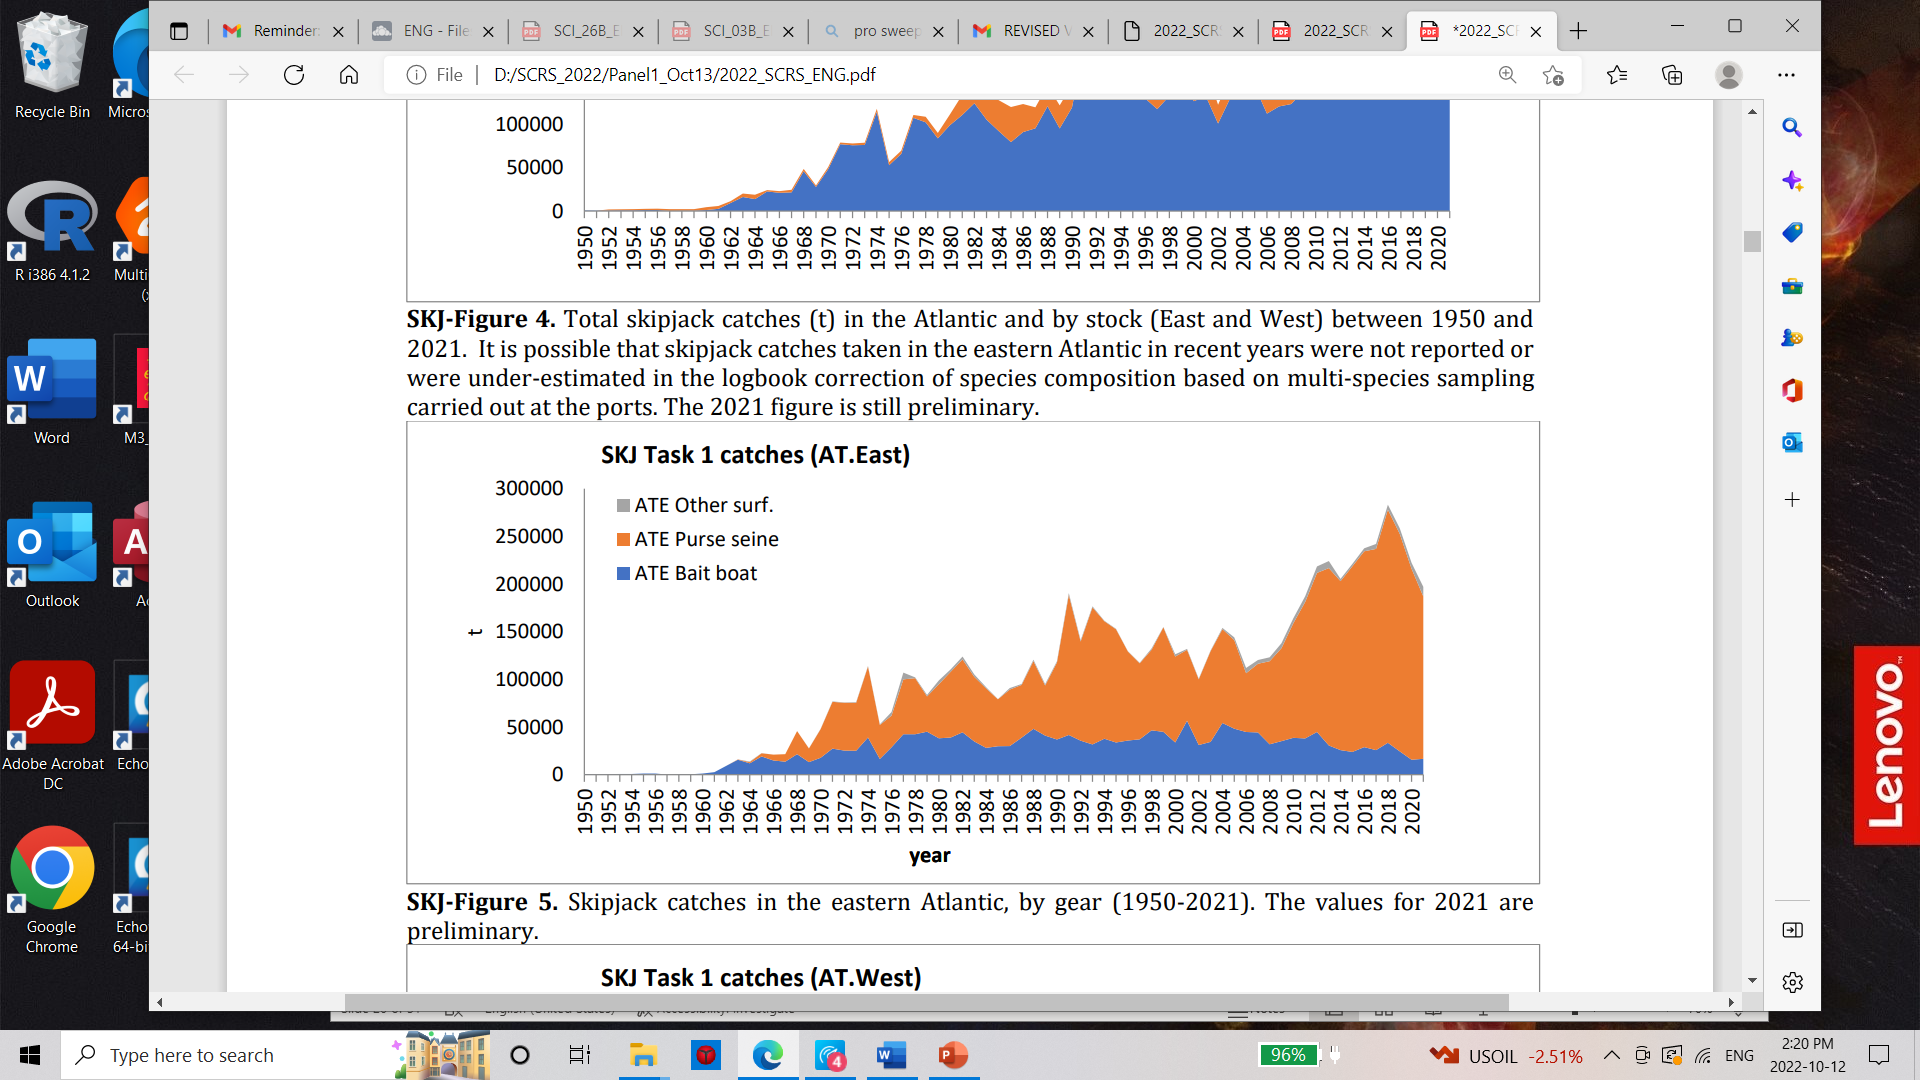 Reminder:
ENG - File
SCI_26B_E
SCI_03B_E
pro sweep
REVISED V
2022_SCR
2022_SCR
*2022_SC
File
D:/SCRS_2022/Panel1_Oct13/2022_SCRS_ENG.pdf
Recycle Bin
Micros
R i386 4.1.2
Multi
(x
Word
M3_
Outlook
Ac
Adobe Acrobat
DC
Echo
Google
Chrome
Echo
64-bi
100000
50000
0
1950 1952 1954 1956 1958 1960 1962 1964 1966 1968 1970 1972 1974 1976 1978 1980 1982 1984 1986 1988 1990 1992 1994 1996 1998 2000 2002 2004 2006 2008 2010 2012 2014 2016 2018 2020
SKJ-Figure 4. Total skipjack catches (t) in the Atlantic and by stock (East and West) between 1950 and
2021. It is possible that skipjack catches taken in the eastern Atlantic in recent years were not reported or
were under-estimated in the logbook correction of species composition based on multi-species sampling
carried out at the ports. The 2021 figure is still preliminary.
SKJ Task 1 catches (AT.East)
300000
250000
200000
150000
100000
50000
0
t
ATE Other surf.
ATE Purse seine
ATE Bait boat
1950 1952 1954 1956 1958 1960 1962 1964 1966 1968 1970 1972 1974 1976 1978 1980 1982 1984 1986 1988 1990 1992 1994 1996 1998 2000 2002 2004 2006 2008 2010 2012 2014 2016 2018 2020
year
SKJ-Figure 5. Skipjack catches in the eastern Atlantic, by gear (1950-2021). The values for 2021 are
preliminary.
SKJ Task 1 catches (AT.West)
Lenovo
Type here to search
4
96%
USOIL -2.51%
ENG
2:20 PM
2022-10-12